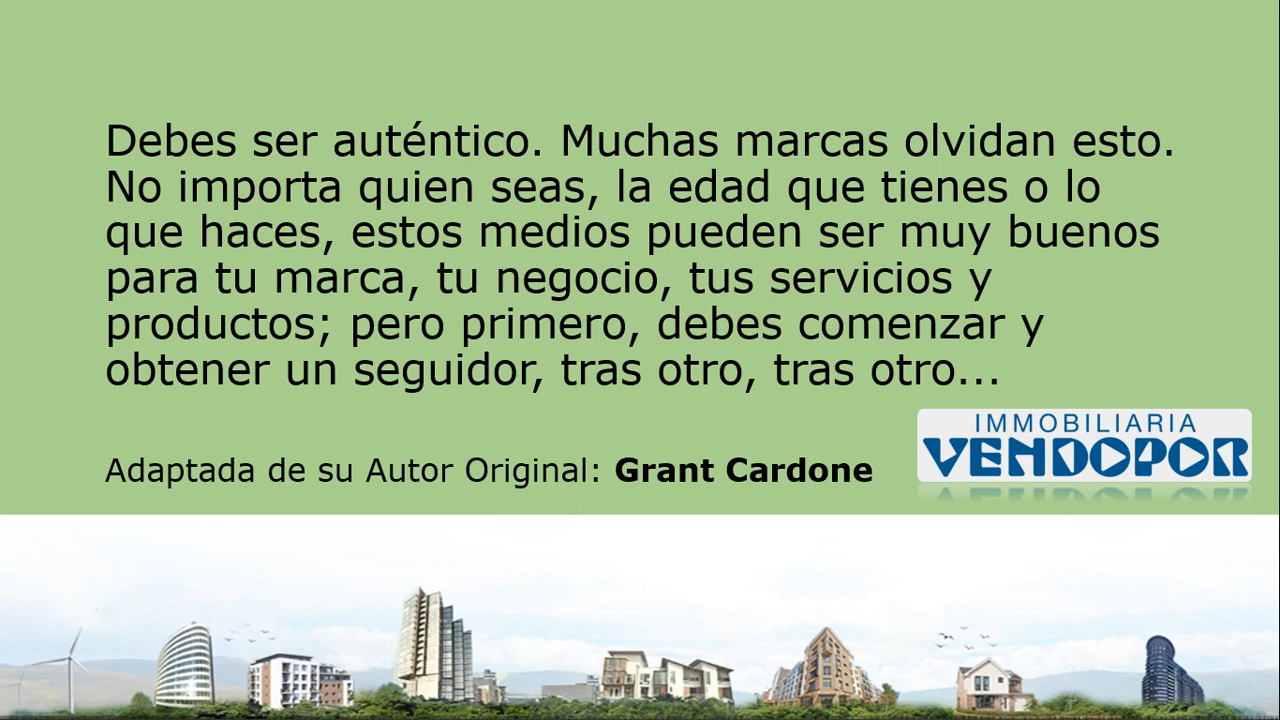 Debes ser auténtico. Muchas marcas olvidan esto.
No importa quien seas, la edad que tienes o lo
que haces, estos medios pueden ser muy buenos
para tu marca, tu negocio, tus servicios y
productos; pero primero, debes comenzar y
obtener un seguidor, tras otro, tras otro...
IMMOBILIARIA
VENDOPOR
Adaptada de su Autor Original: Grant Cardone